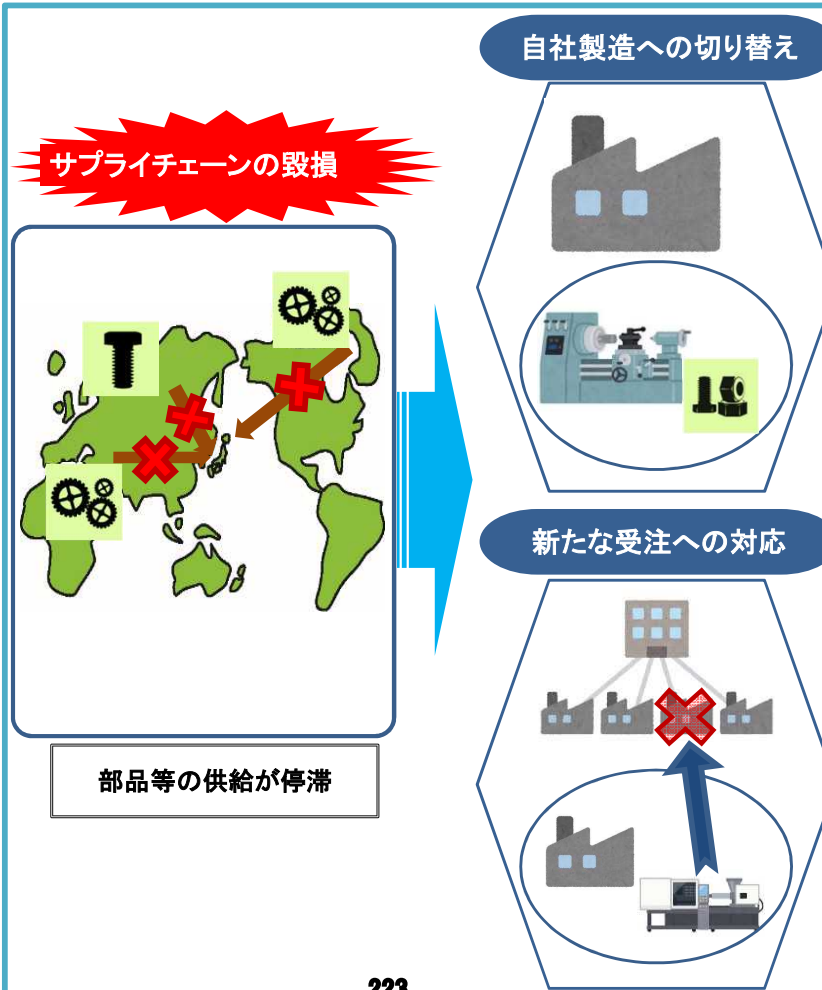 自社製造への切り替え
サプライチェーンの毀損
新たな受注への対応
部品等の供給が停滞
223